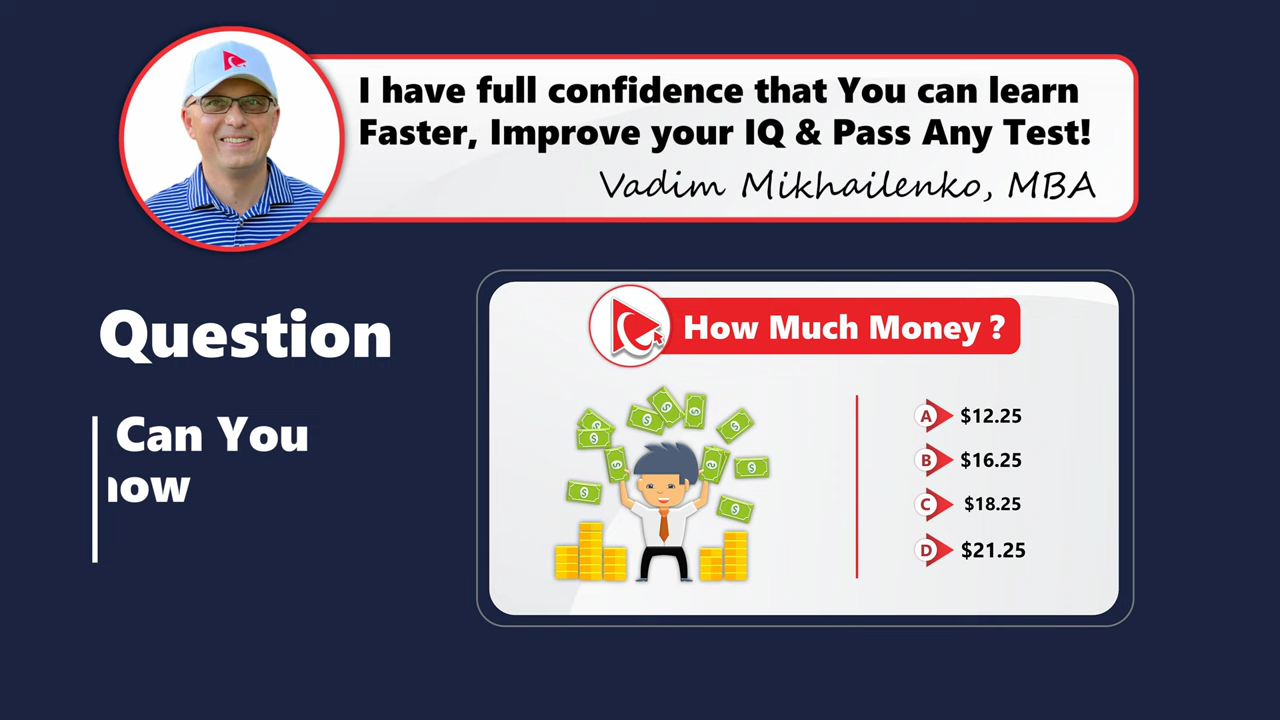 I have full confidence that You can learn
Faster, Improve your IQ & Pass Any Test!
Vadim Mikhailenko, MBA
Question
Can You
How Much Money ?
A $12.25
B $16.25
C $18.25
D $21.25